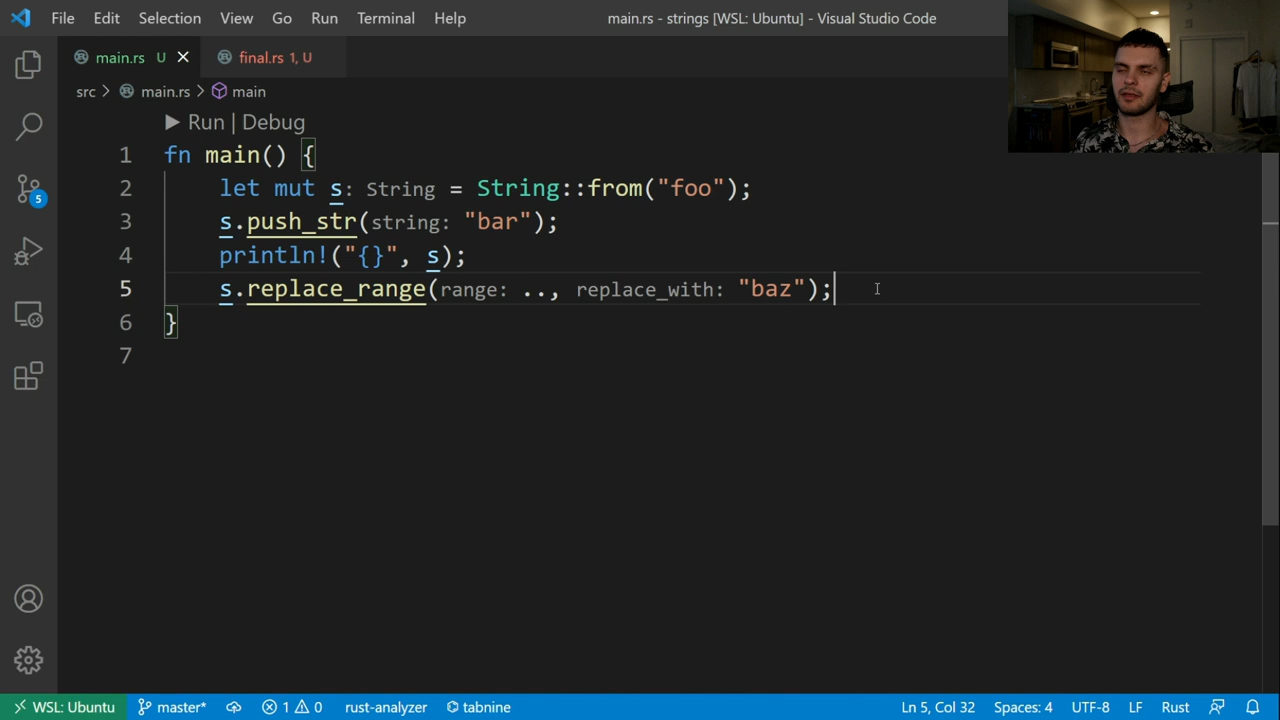 File Edit Selection View Go Run Terminal Help main.rs - strings [WSL: Ubuntu] - Visual Studio Code
main.rs U final.rs 1, U
src > main.rs > main
Run | Debug
1 fn main() {
2 let mut s: String = String::from("foo");
3 s.push_str(string: "bar");
4 println!("{}", s);
5 s.replace_range(range: .., replace_with: "baz");
6 }
7
5
WSL: Ubuntu master* 1 0 rust-analyzer tabnine Ln 5, Col 32 Spaces: 4 UTF-8 LF Rust